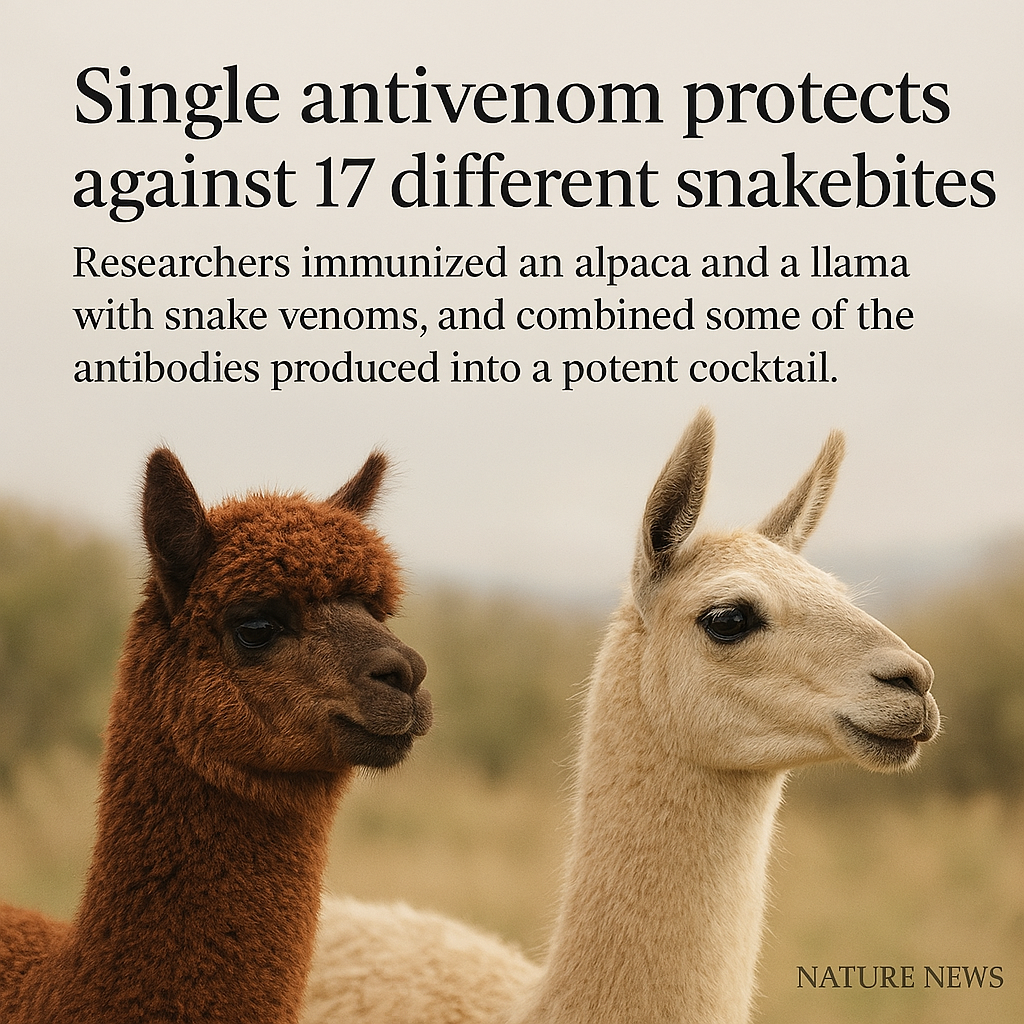 Single antivenom protects
against 17 different snakebites
Researchers immunized an alpaca and a llama
with snake venoms, and combined some of the
antibodies produced into a potent cocktail.
NATURE NEWS